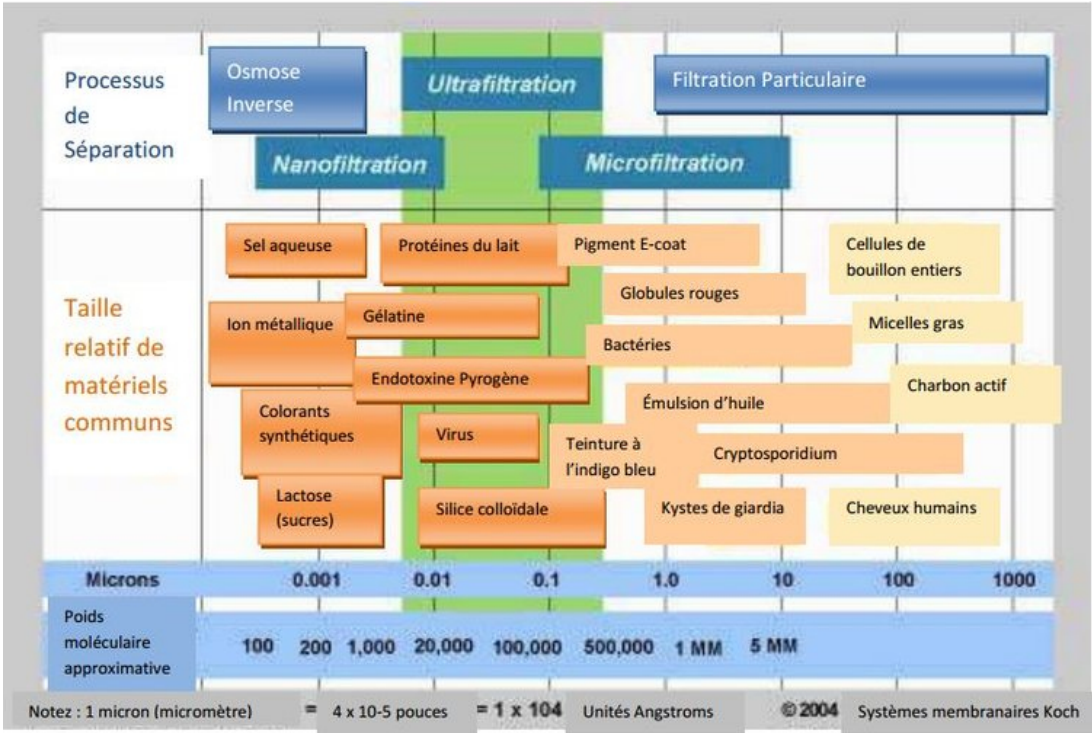 Processus
de
Séparation
Osmose
Inverse
Ultrafiltration
Filtration Particulaire
Nanofiltration
Microfiltration
Taille
relatif de
matériels
communs
Sel aqueuse
Protéines du lait
Pigment E-coat
Cellules de
bouillon entiers
Globules rouges
Ion métallique
Gélatine
Micelles gras
Bactéries
Endotoxine Pyrogène
Charbon actif
Émulsion d'huile
Colorants
synthétiques
Virus
Teinture à
l'indigo bleu
Cryptosporidium
Lactose
(sucres)
Silice colloïdale
Kystes de giardia
Cheveux humains
Microns 0.001 0.01 0.1 1.0 10 100 1000
Poids
moléculaire
approximative
100 200 1,000 20,000 100,000 500,000 1 MM 5 MM
Notez : 1 micron (micromètre) = 4 x 10-5 pouces = 1 x 104 Unités Angstroms © 2004 Systèmes membranaires Koch